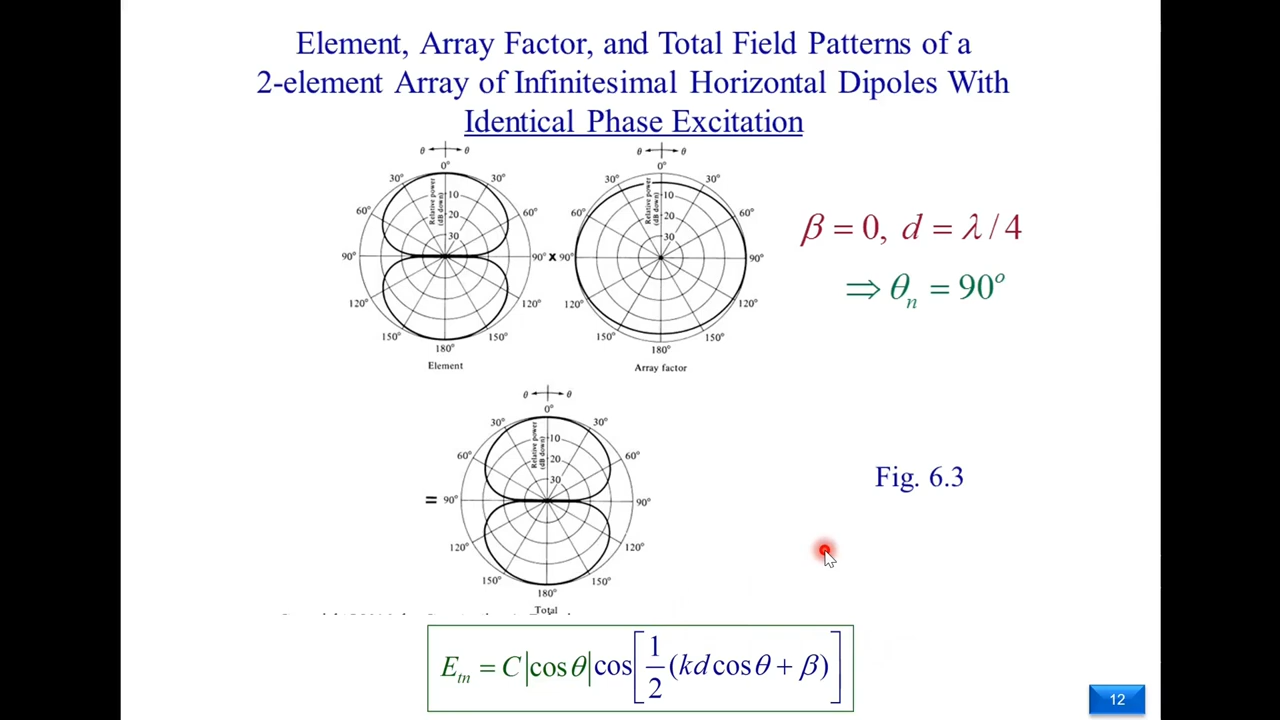 Element, Array Factor, and Total Field Patterns of a
2-element Array of Infinitesimal Horizontal Dipoles With
Identical Phase Excitation
θ θ
0°
30° 30°
60° 60°
90° 90°
120° 120°
150° 150°
180°
Relative power
(dB down)
10
20
30
Element
x
θ θ
0°
30° 30°
60° 60°
90° 90°
120° 120°
150° 150°
180°
Relative power
(dB down)
10
20
30
Array factor
β = 0, d = λ / 4
⇒ θn = 90°
=
θ θ
0°
30° 30°
60° 60°
90° 90°
120° 120°
150° 150°
180°
Relative power
(dB down)
10
20
30
Total
Fig. 6.3
Etn = C|cosθ|cos[1/2(kd cosθ + β)]
12